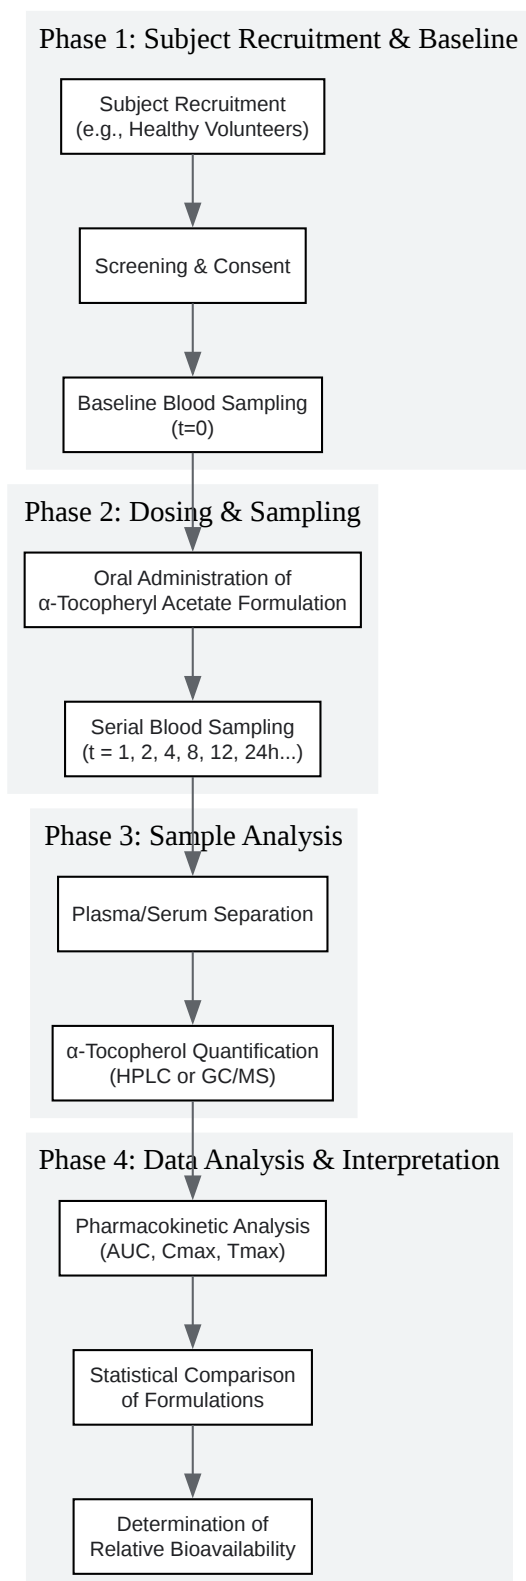 Phase 1: Subject Recruitment & Baseline
Subject Recruitment
(e.g., Healthy Volunteers)
Screening & Consent
Baseline Blood Sampling
(t=0)
Phase 2: Dosing & Sampling
Oral Administration of
α-Tocopheryl Acetate Formulation
Serial Blood Sampling
(t = 1, 2, 4, 8, 12, 24h...)
Phase 3: Sample Analysis
Plasma/Serum Separation
α-Tocopherol Quantification
(HPLC or GC/MS)
Phase 4: Data Analysis & Interpretation
Pharmacokinetic Analysis
(AUC, Cmax, Tmax)
Statistical Comparison
of Formulations
Determination of
Relative Bioavailability